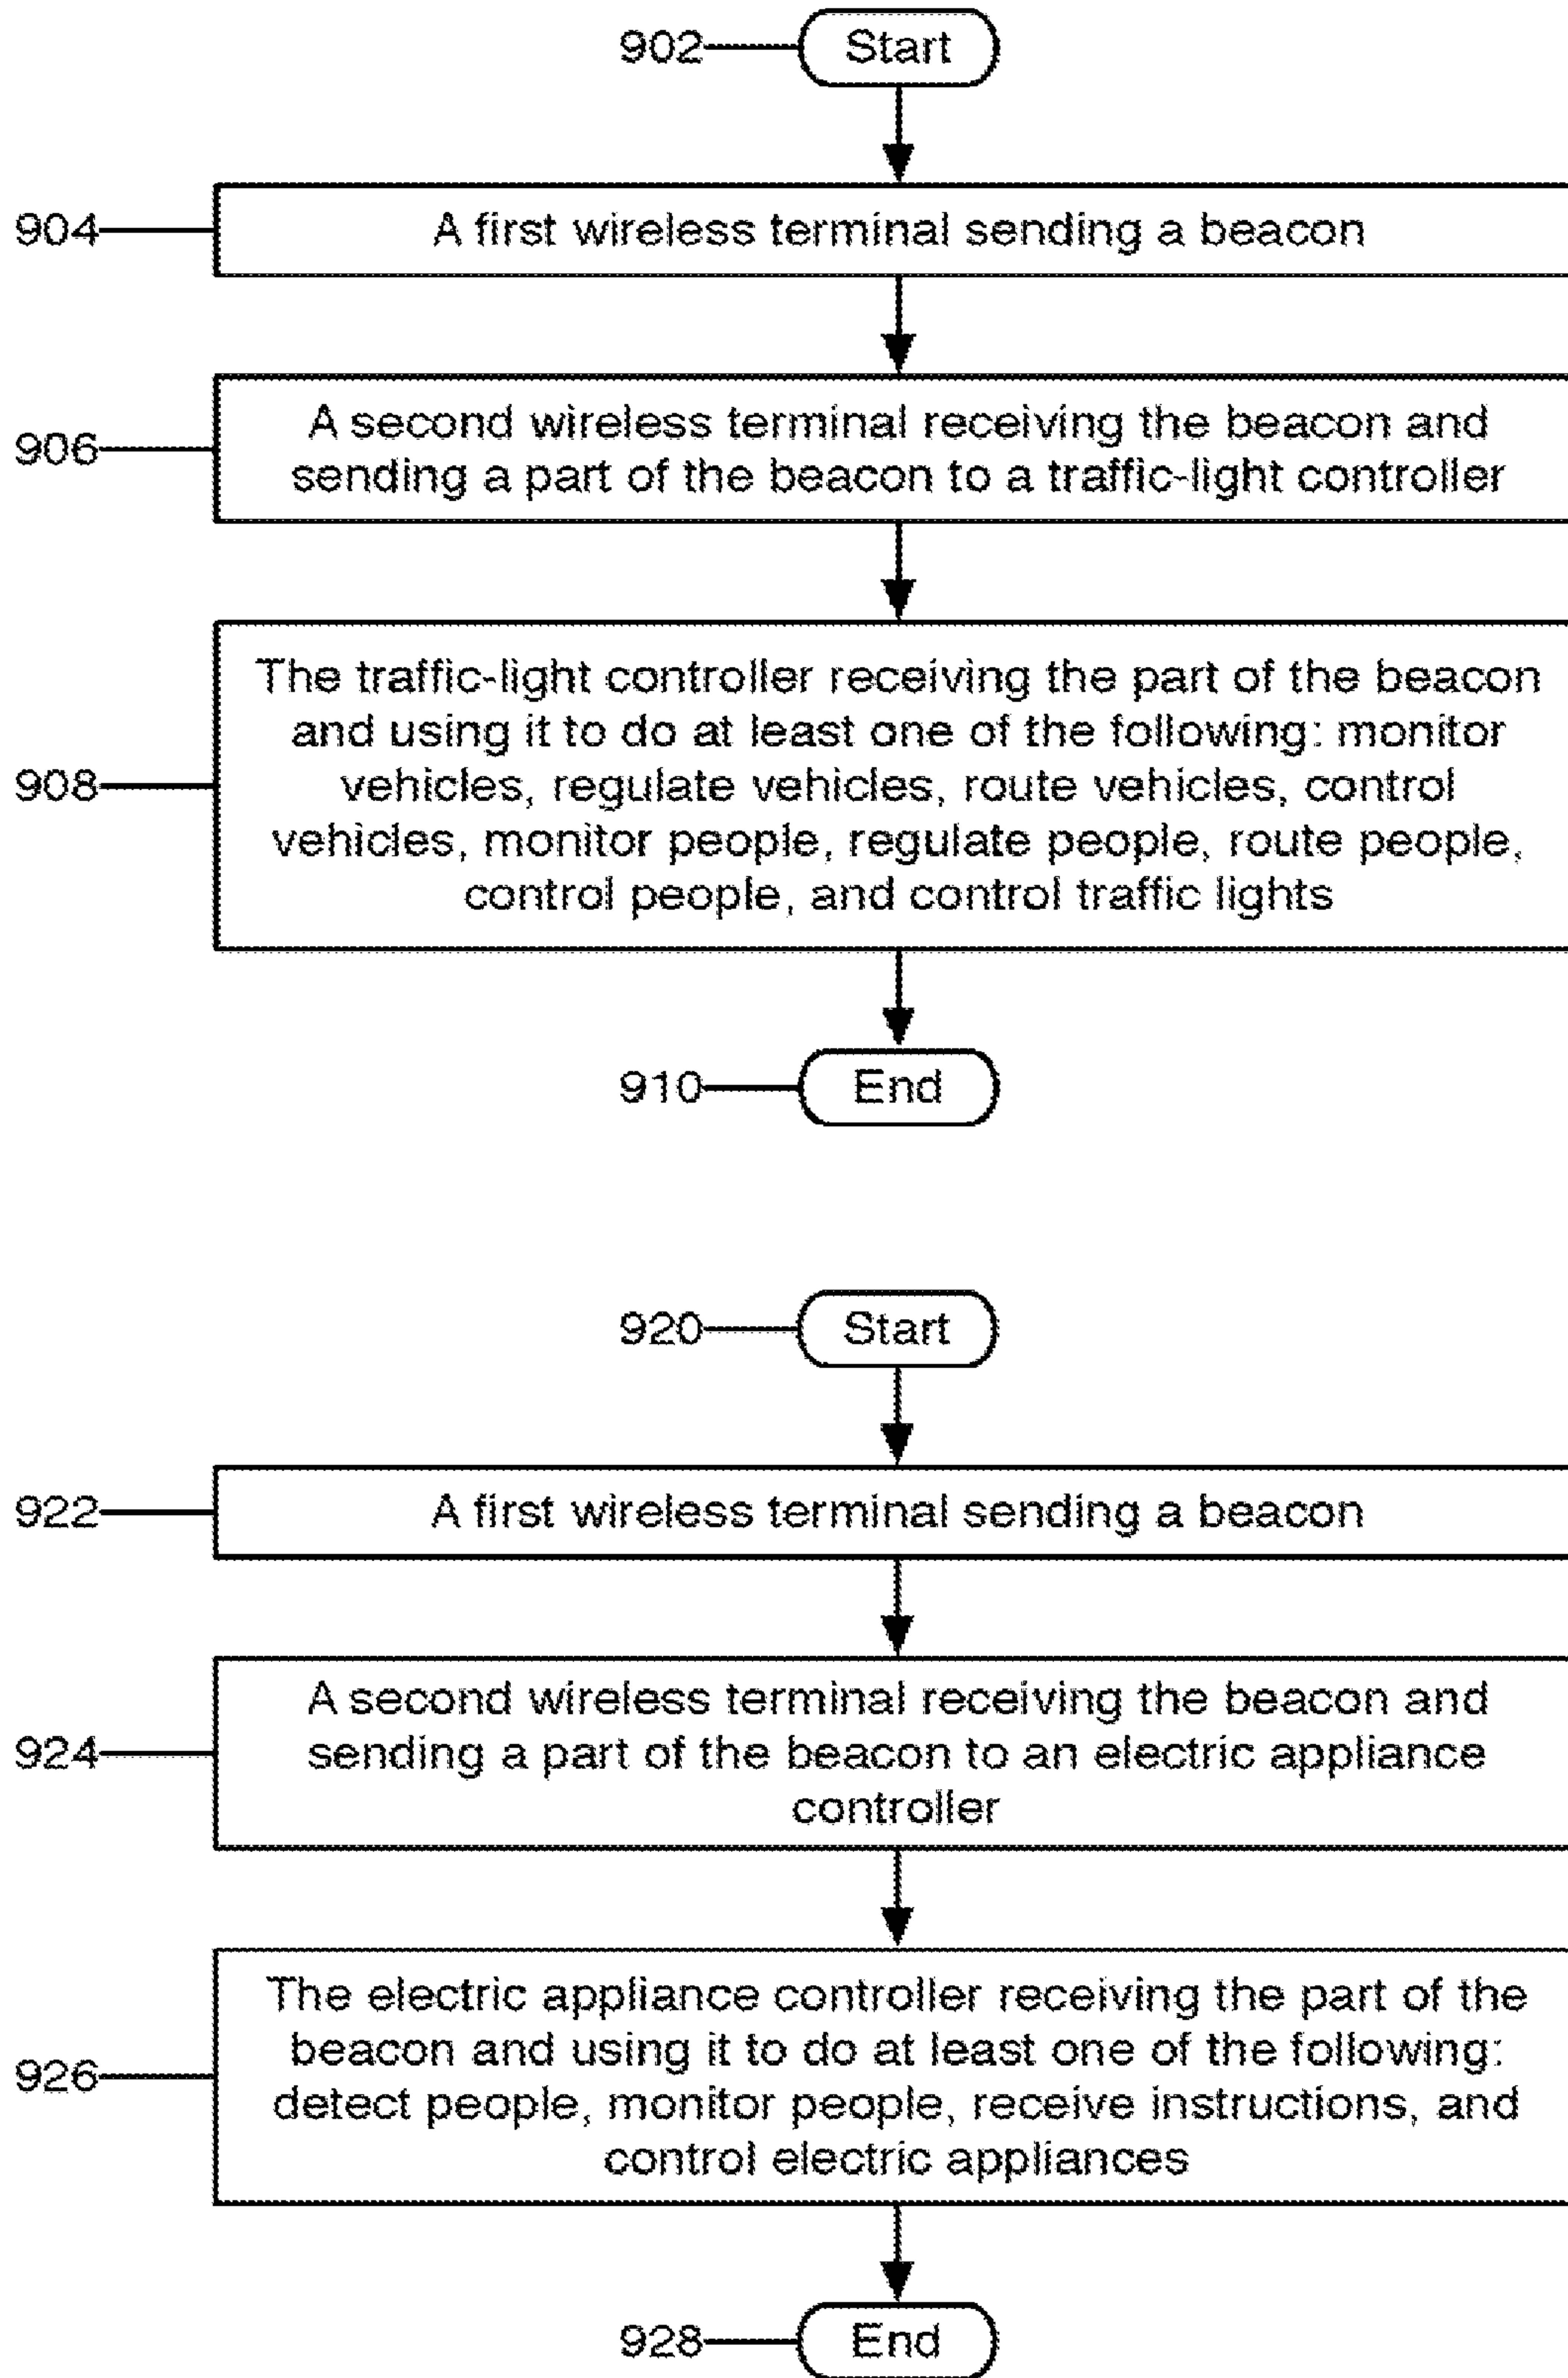 902
Start
904
A first wireless terminal sending a beacon
906
A second wireless terminal receiving the beacon and
sending a part of the beacon to a traffic-light controller
908
The traffic-light controller receiving the part of the beacon
and using it to do at least one of the following: monitor
vehicles, regulate vehicles, route vehicles, control
vehicles, monitor people, regulate people, route people,
control people, and control traffic lights
910
End
920
Start
922
A first wireless terminal sending a beacon
924
A second wireless terminal receiving the beacon and
sending a part of the beacon to an electric appliance
controller
926
The electric appliance controller receiving the part of the
beacon and using it to do at least one of the following:
detect people, monitor people, receive instructions, and
control electric appliances
928
End